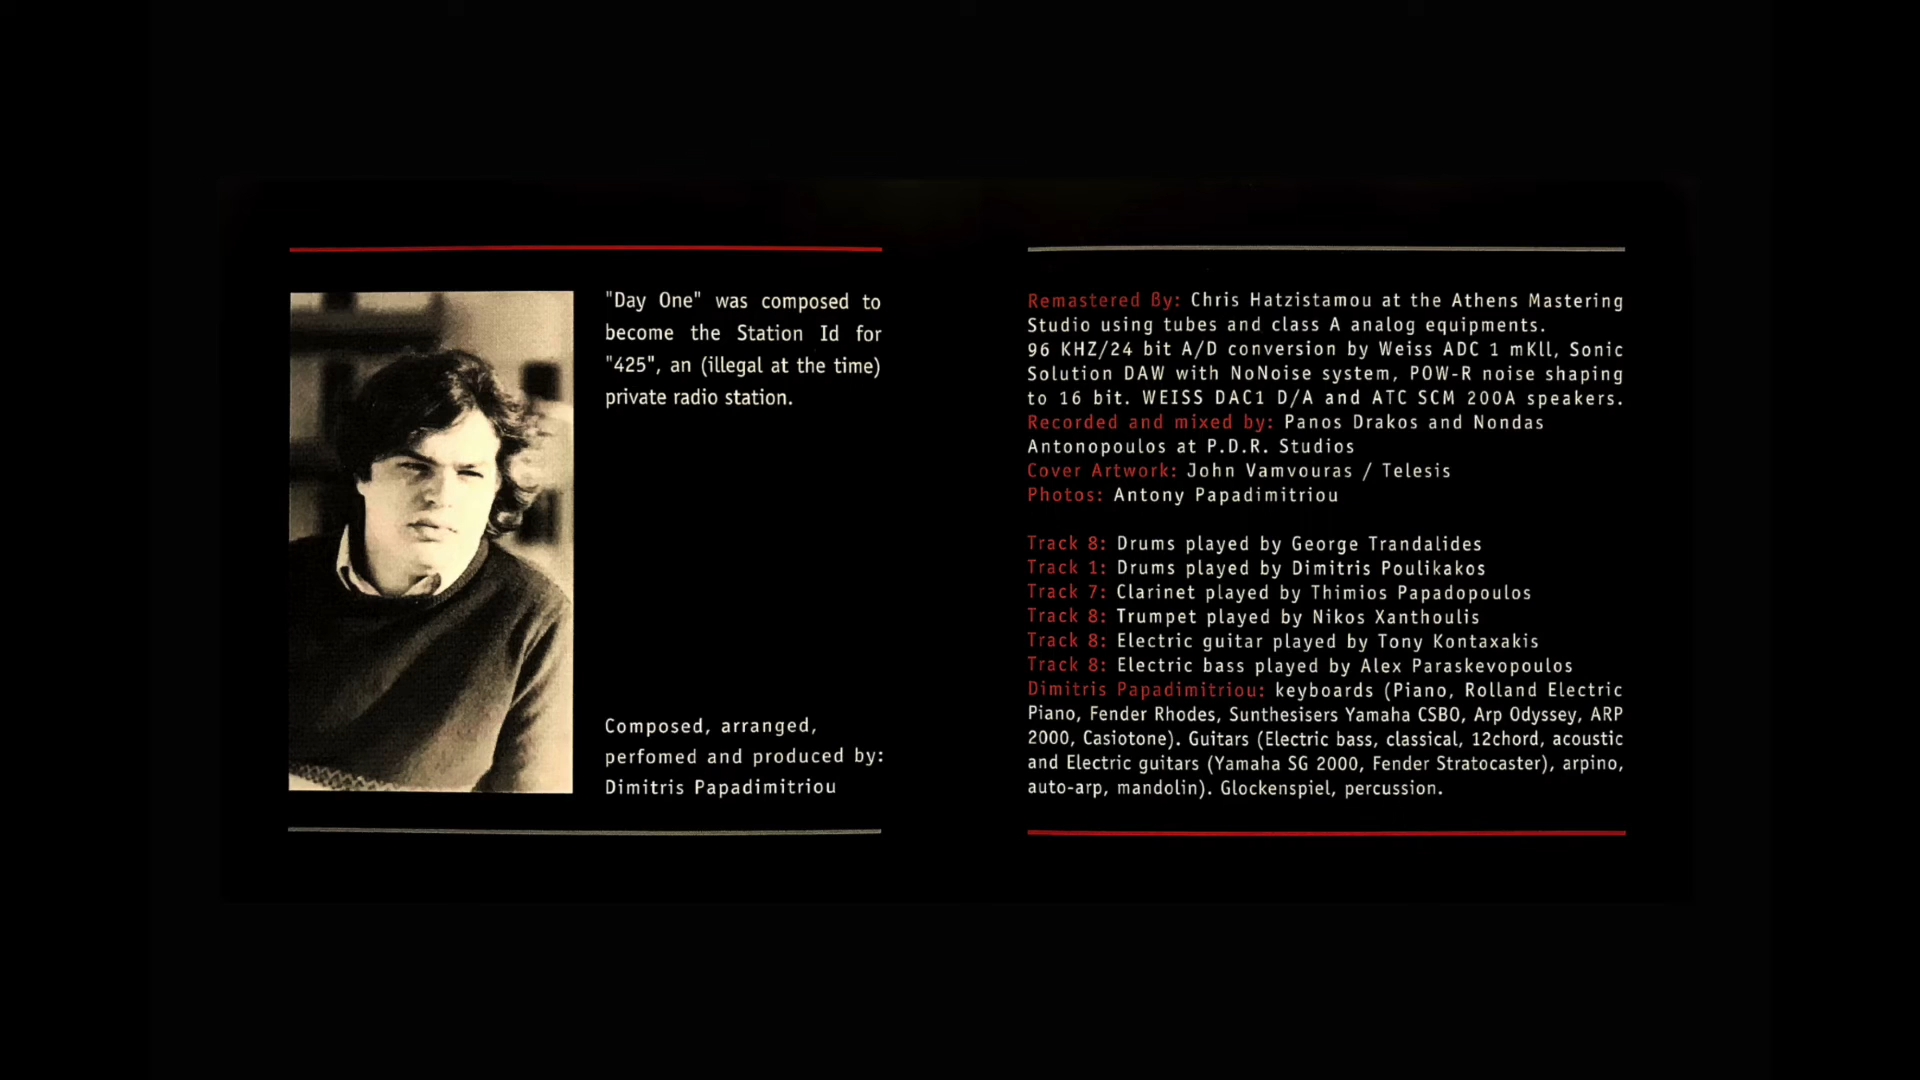 "Day One" was composed to
become the Station Id for
"425", an (illegal at the time)
private radio station.
Composed, arranged,
perfomed and produced by:
Dimitris Papadimitriou
Remastered By: Chris Hatzistamou at the Athens Mastering
Studio using tubes and class A analog equipments.
96 KHZ/24 bit A/D conversion by Weiss ADC 1 mKll, Sonic
Solution DAW with NoNoise system, POW-R noise shaping
to 16 bit. WEISS DAC1 D/A and ATC SCM 200A speakers.
Recorded and mixed by: Panos Drakos and Nondas
Antonopoulos at P.D.R. Studios
Cover Artwork: John Vamvouras / Telesis
Photos: Antony Papadimitriou
Track 8: Drums played by George Trandalides
Track 1: Drums played by Dimitris Poulikakos
Track 7: Clarinet played by Thimios Papadopoulos
Track 8: Trumpet played by Nikos Xanthoulis
Track 8: Electric guitar played by Tony Kontaxakis
Track 8: Electric bass played by Alex Paraskevopoulos
Dimitris Papadimitriou: keyboards (Piano, Rolland Electric
Piano, Fender Rhodes, Sunthesisers Yamaha CS80, Arp Odyssey, ARP
2000, Casiotone). Guitars (Electric bass, classical, 12chord, acoustic
and Electric guitars (Yamaha SG 2000, Fender Stratocaster), arpino,
auto-arp, mandolin). Glockenspiel, percussion.